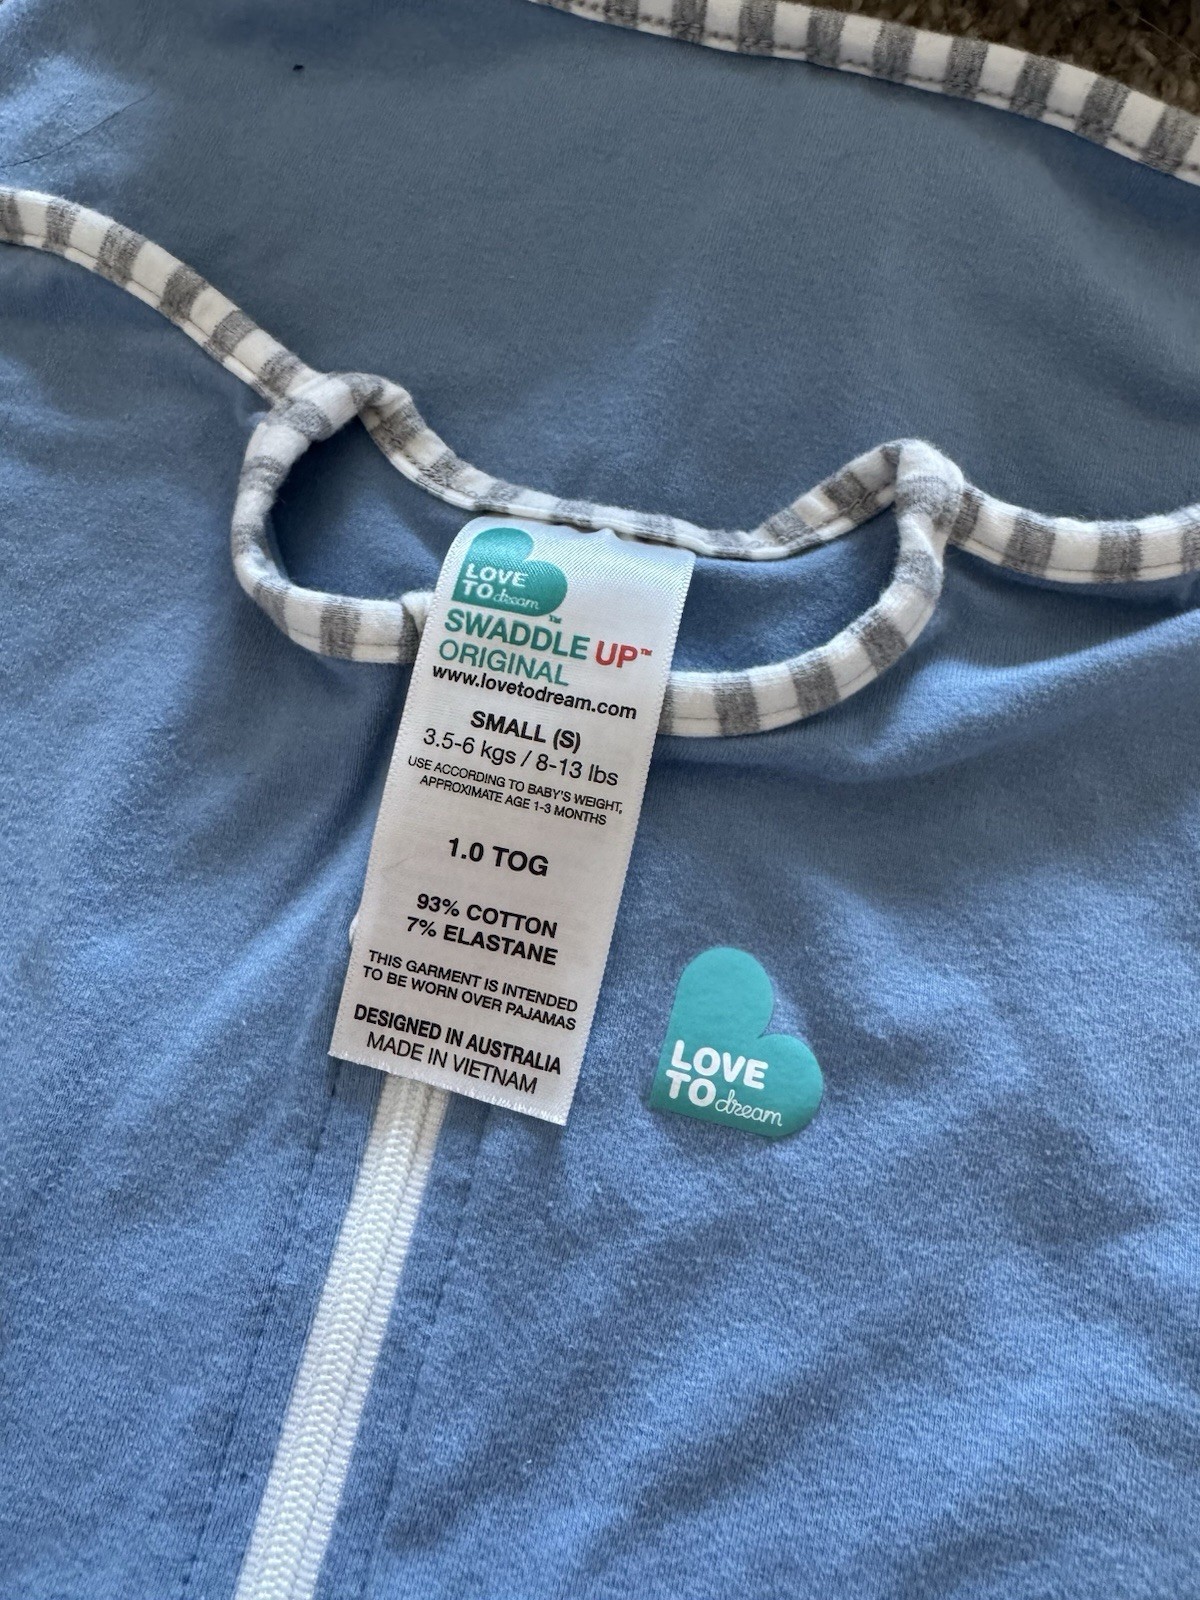 LOVE
TO dream™
SWADDLE UP™
ORIGINAL
www.lovetodream.com
SMALL (S)
3.5-6 kgs / 8-13 lbs
USE ACCORDING TO BABY'S WEIGHT,
APPROXIMATE AGE 1-3 MONTHS
1.0 TOG
93% COTTON
7% ELASTANE
THIS GARMENT IS INTENDED
TO BE WORN OVER PAJAMAS
DESIGNED IN AUSTRALIA
MADE IN VIETNAM
LOVE
TO dream